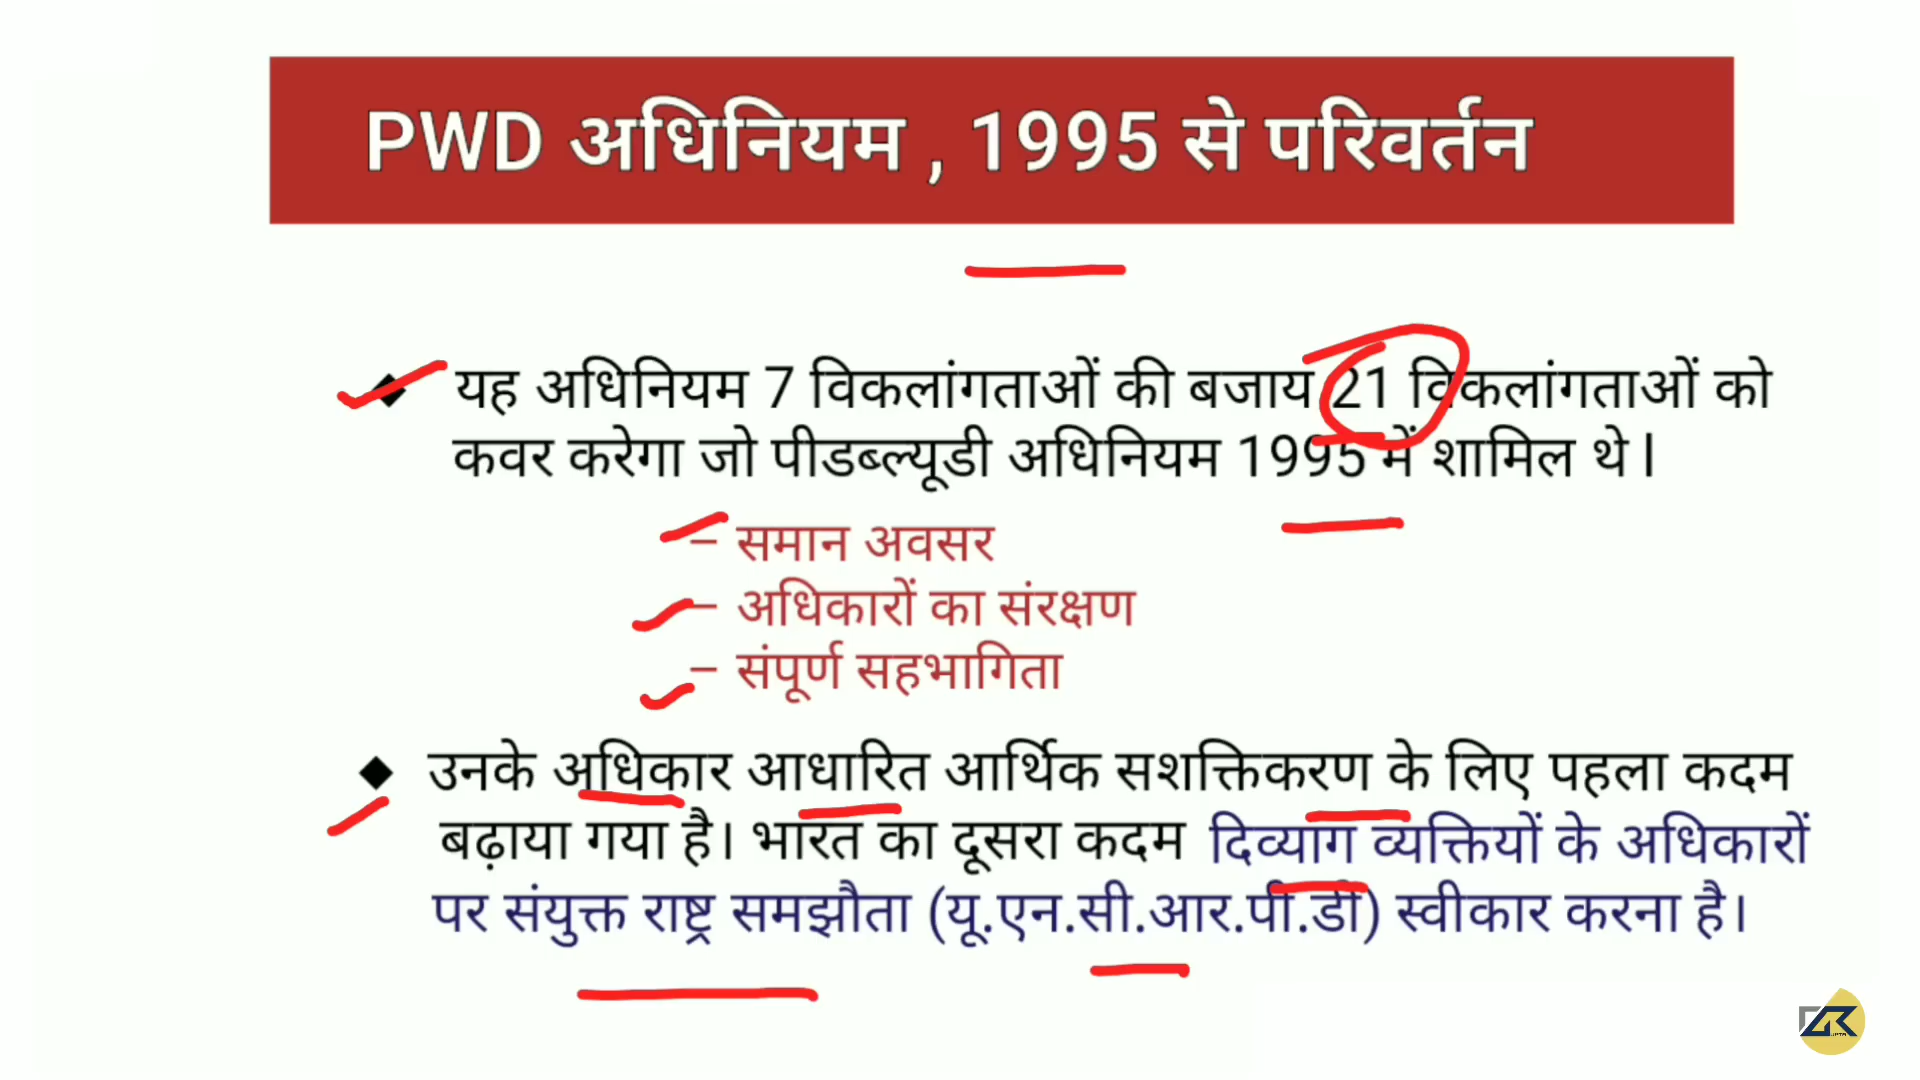 PWD अधिनियम , 1995 से परिवर्तन
◆ यह अधिनियम 7 विकलांगताओं की बजाय 21 विकलांगताओं को
कवर करेगा जो पीडब्ल्यूडी अधिनियम 1995 में शामिल थे l
– समान अवसर
– अधिकारों का संरक्षण
– संपूर्ण सहभागिता
◆ उनके अधिकार आधारित आर्थिक सशक्तिकरण के लिए पहला कदम
बढ़ाया गया है। भारत का दूसरा कदम दिव्यांग व्यक्तियों के अधिकारों
पर संयुक्त राष्ट्र समझौता (यू.एन.सी.आर.पी.डी) स्वीकार करना है।